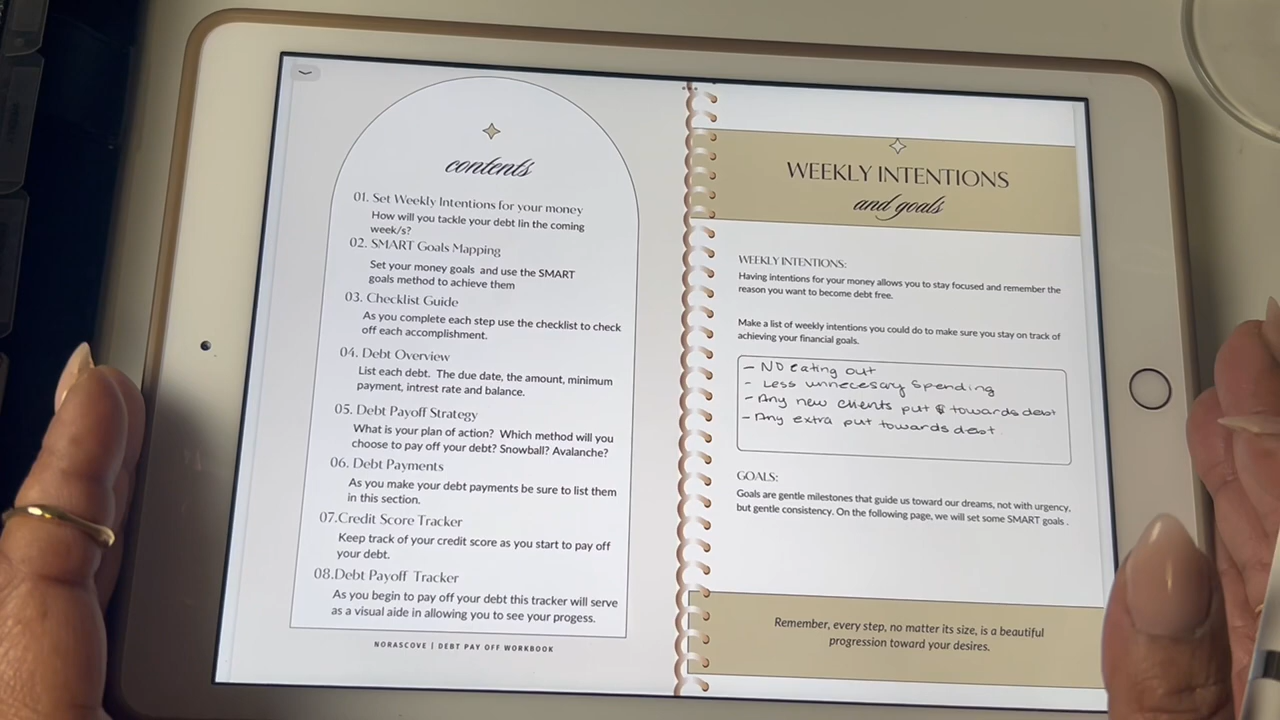 contents
01. Set Weekly Intentions for your money
How will you tackle your debt lin the coming
week/s?
02. SMART Goals Mapping
Set your money goals and use the SMART
goals method to achieve them
03. Checklist Guide
As you complete each step use the checklist to check
off each accomplishment.
04. Debt Overview
List each debt. The due date, the amount, minimum
payment, intrest rate and balance.
05. Debt Payoff Strategy
What is your plan of action? Which method will you
choose to pay off your debt? Snowball? Avalanche?
06. Debt Payments
As you make your debt payments be sure to list them
in this section.
07.Credit Score Tracker
Keep track of your credit score as you start to pay off
your debt.
08.Debt Payoff Tracker
As you begin to pay off your debt this tracker will serve
as a visual aide in allowing you to see your progess.
NORASCOVE | DEBT PAY OFF WORKBOOK
WEEKLY INTENTIONS
and goals
WEEKLY INTENTIONS:
Having intentions for your money allows you to stay focused and remember the
reason you want to become debt free.
Make a list of weekly intentions you could do to make sure you stay on track of
achieving your financial goals.
- NO eating out
- Less unnecesary spending
- Any new clients put $ towards debt
- Any extra put towards debt
GOALS:
Goals are gentle milestones that guide us toward our dreams, not with urgency,
but gentle consistency. On the following page, we will set some SMART goals .
Remember, every step, no matter its size, is a beautiful
progression toward your desires.